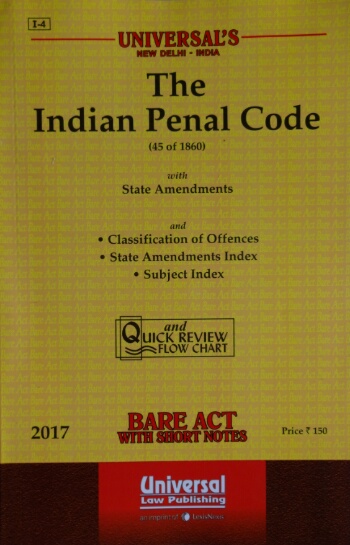 I-4
UNIVERSAL'S
NEW DELHI - INDIA
The
Indian Penal Code
(45 of 1860)
with
State Amendments
and
• Classification of Offences
• State Amendments Index
• Subject Index
and
QUICK REVIEW
FLOW CHART
2017
BARE ACT
WITH SHORT NOTES
Price ₹ 150
Universal
Law Publishing
an imprint of LexisNexis